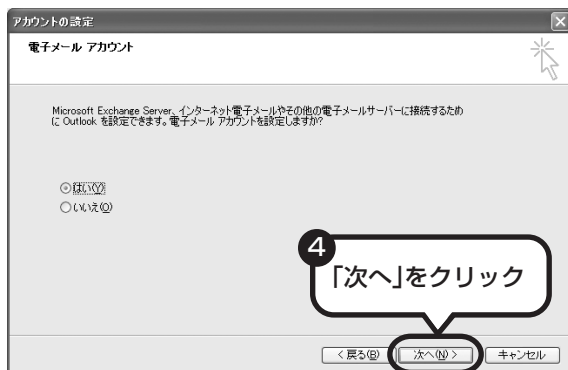 アカウントの設定
電子メール アカウント
Microsoft Exchange Server、インターネット電子メールやその他の電子メールサーバーに接続するため
に Outlook を設定できます。電子メール アカウントを設定しますか?
はい(Y)
いいえ(O)
4
「次へ」をクリック
< 戻る(B)
次へ(N) >
キャンセル